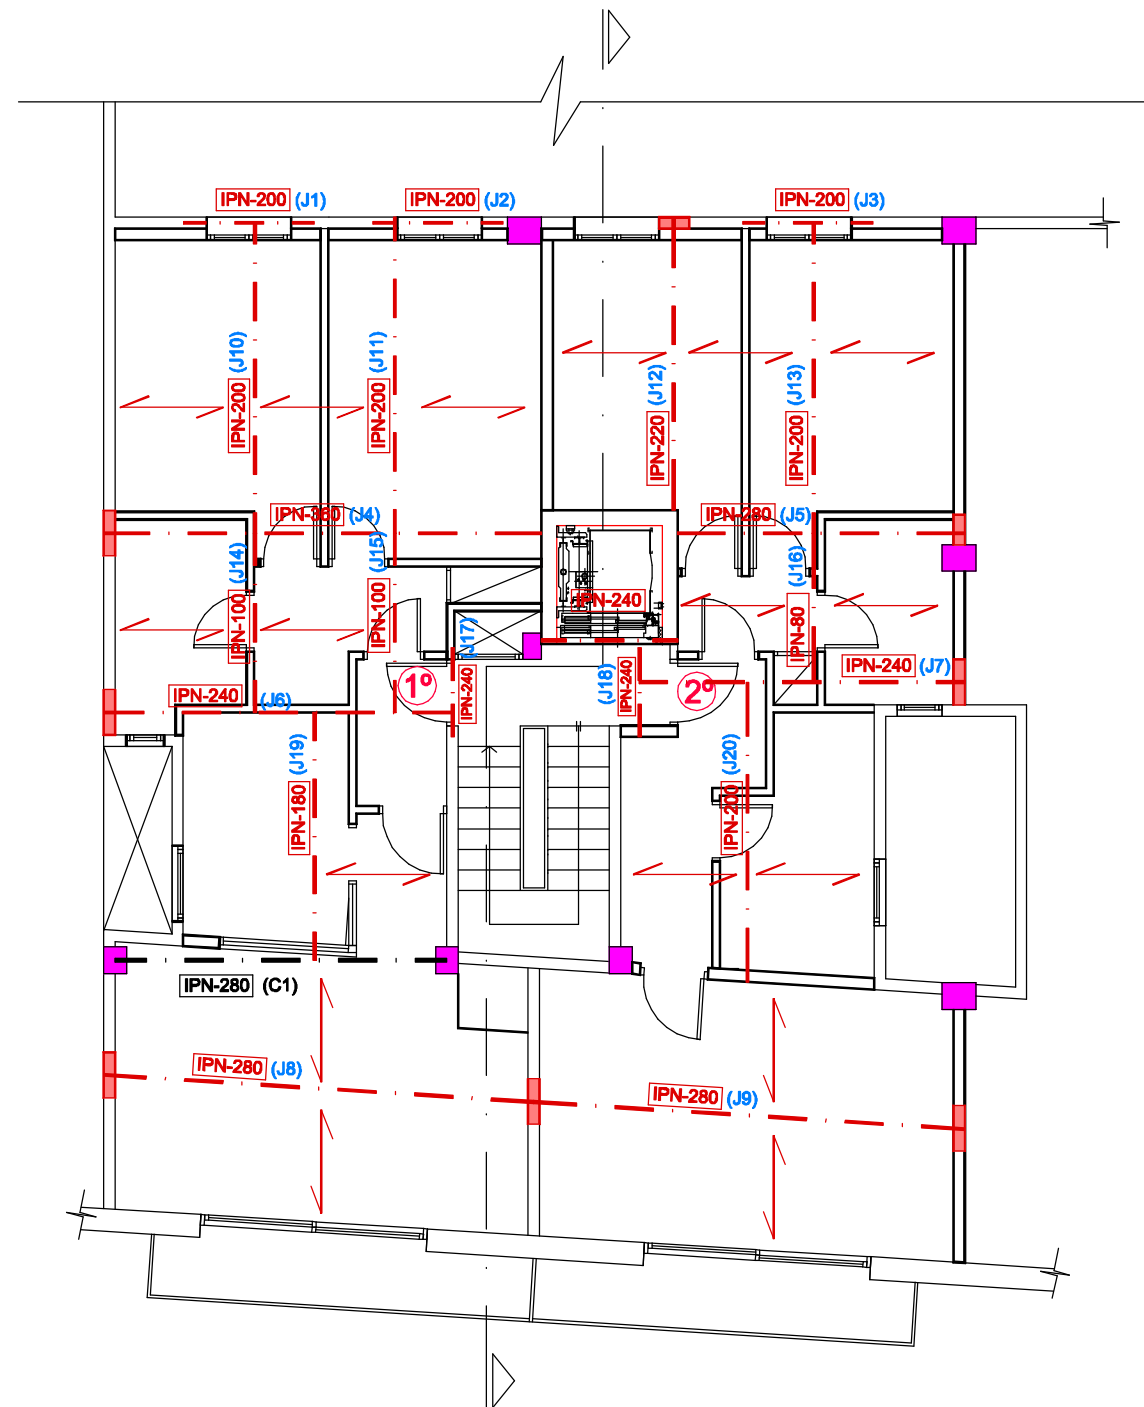 IPN-200 (J1)
IPN-200 (J2)
IPN-200 (J3)
IPN-200 (J10)
IPN-200 (J11)
IPN-220 (J12)
IPN-200 (J13)
IPN-360 (J4)
IPN-280 (J5)
IPN-100 (J14)
IPN-100 (J15)
IPN-240
IPN-80 (J16)
IPN-240 (J17)
IPN-240 (J18)
IPN-240 (J7)
IPN-240 (J6)
1º
2º
IPN-180 (J19)
IPN-200 (J20)
IPN-280 (C1)
IPN-280 (J8)
IPN-280 (J9)